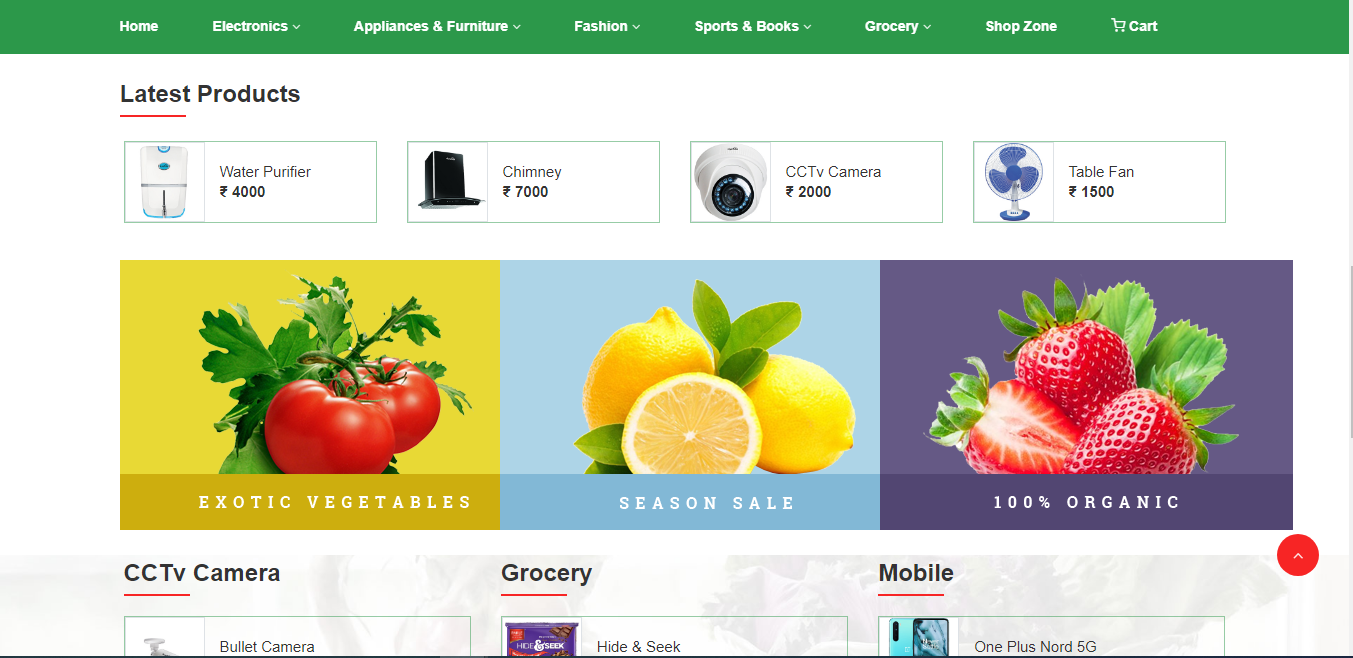 Home Electronics Appliances & Furniture Fashion Sports & Books Grocery Shop Zone Cart
Latest Products
Water Purifier
₹ 4000
Chimney
₹ 7000
CCTv Camera
₹ 2000
Table Fan
₹ 1500
EXOTIC VEGETABLES
SEASON SALE
100% ORGANIC
CCTv Camera
Bullet Camera
Grocery
HIDE & SEEK
Hide & Seek
Mobile
One Plus Nord 5G